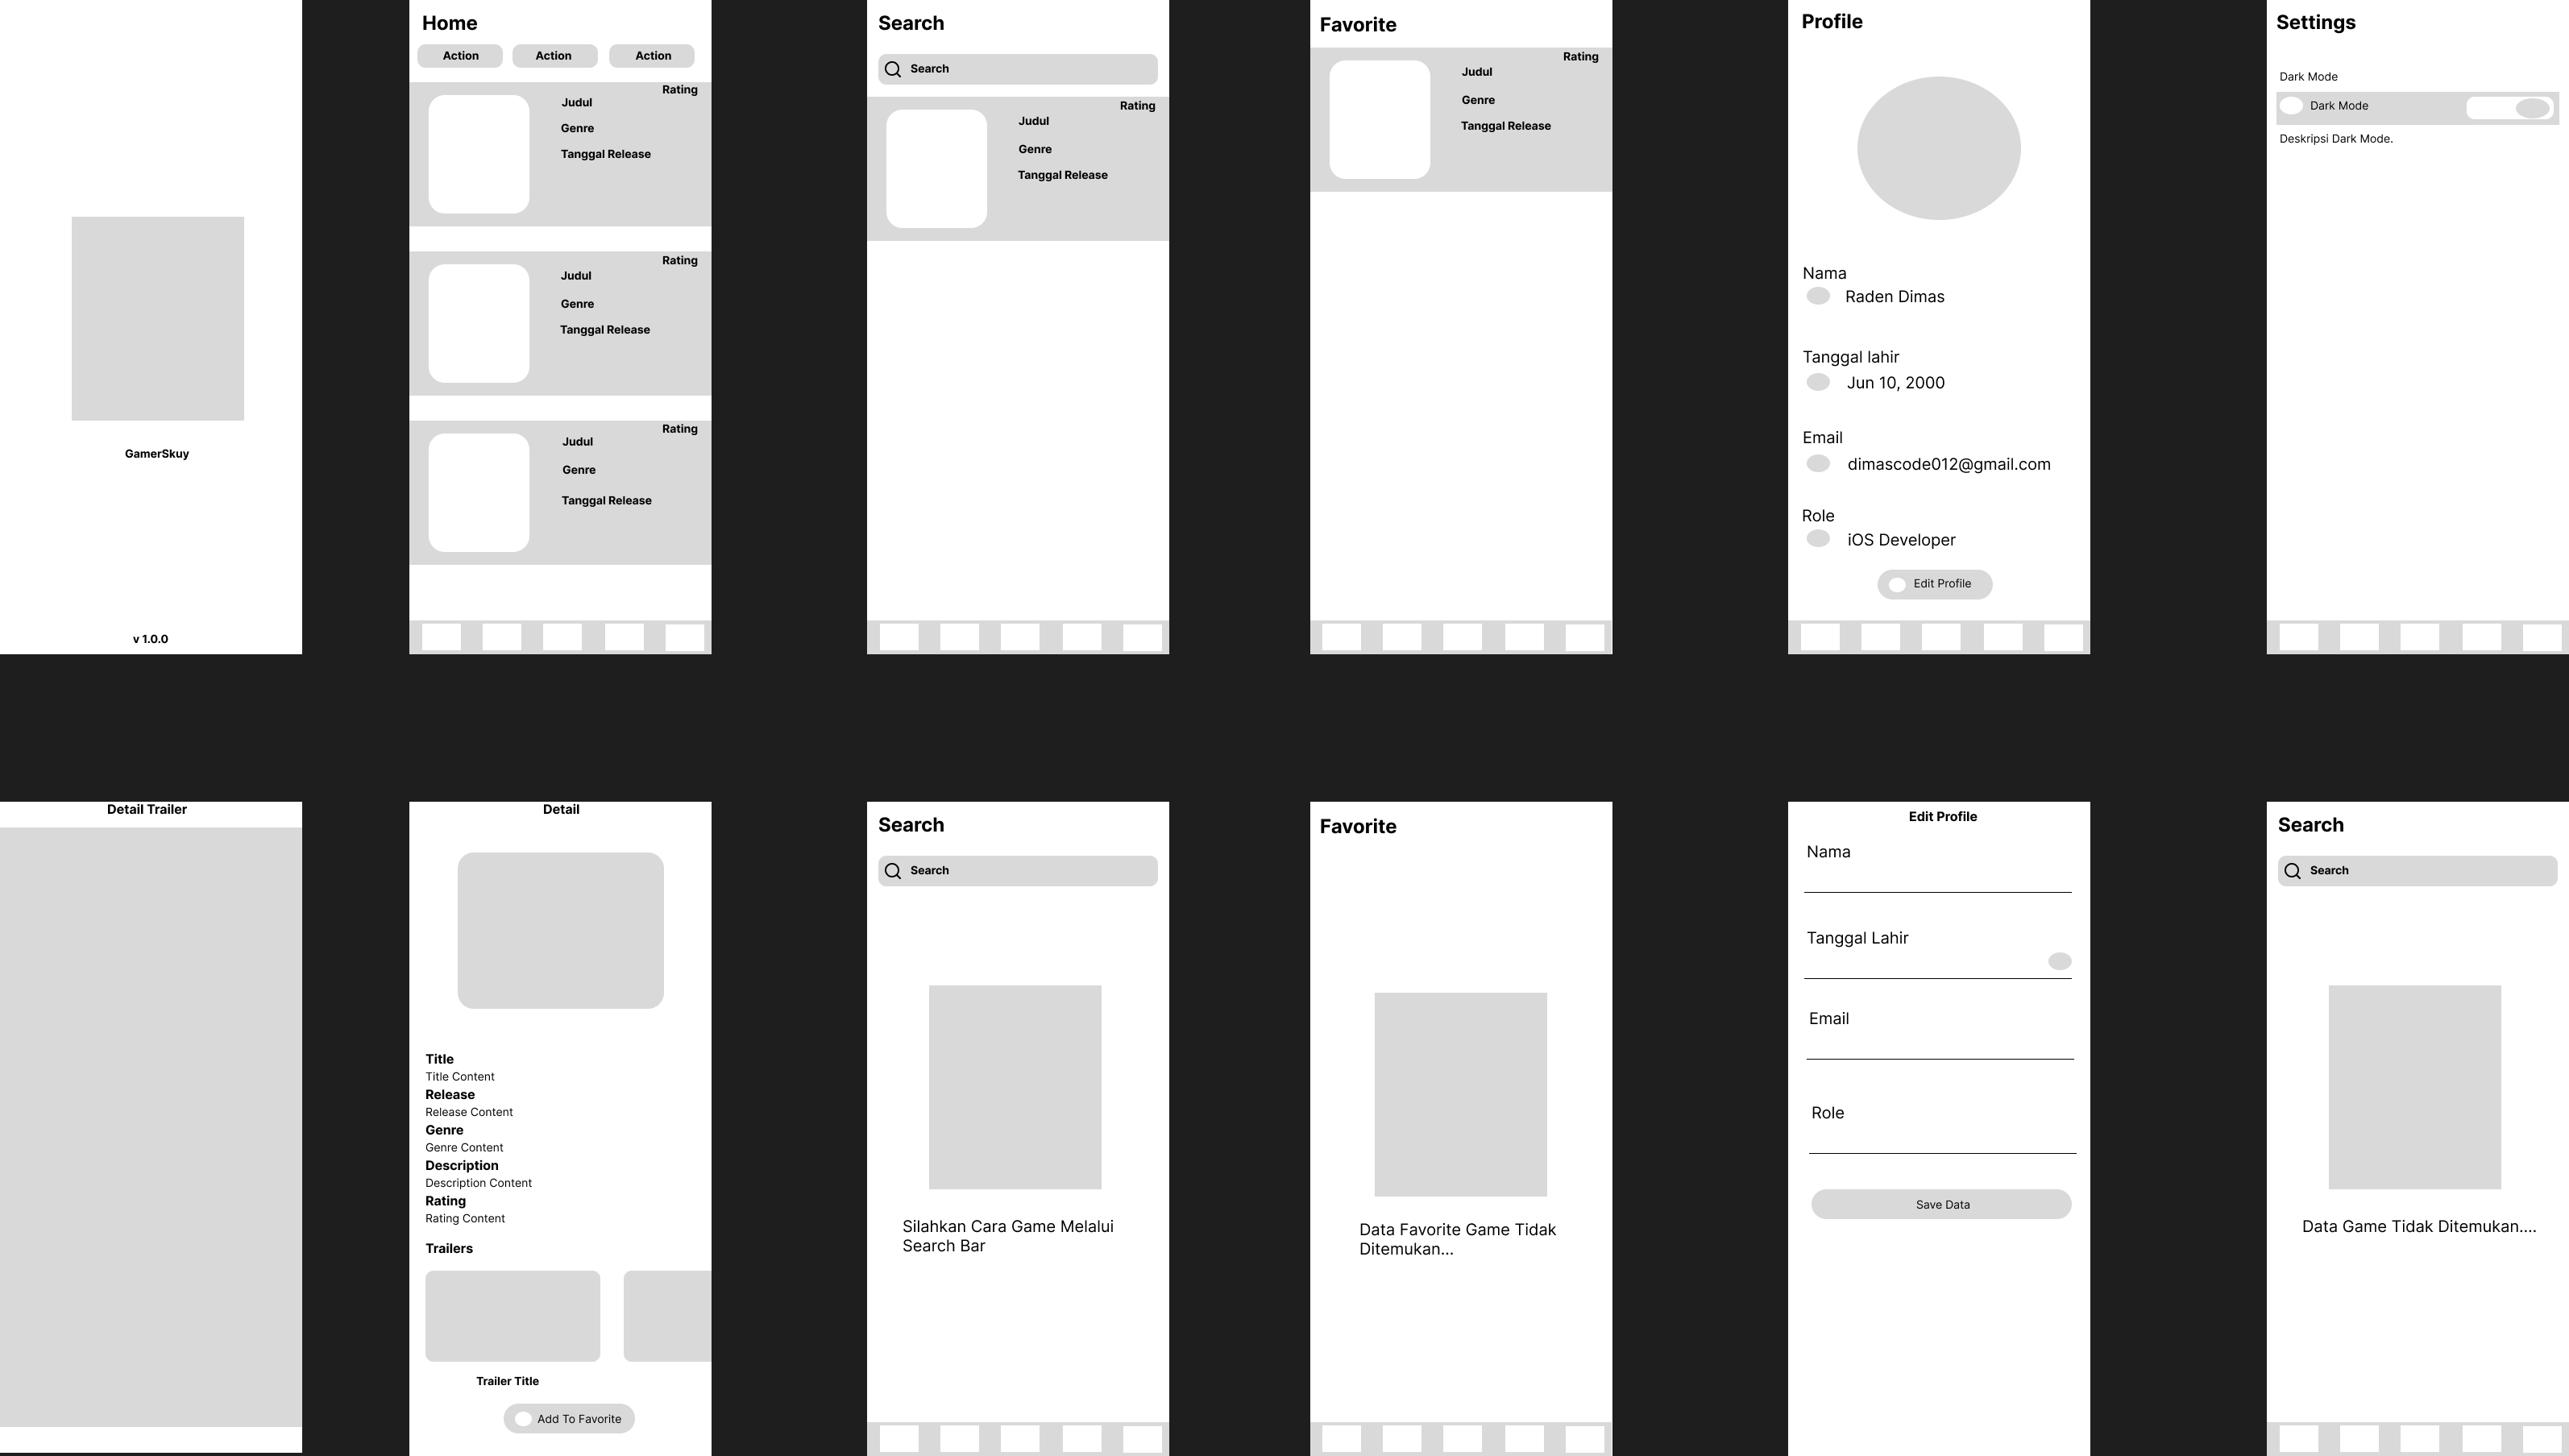 GamerSkuy
v 1.0.0
Home
Action
Action
Action
Rating
Judul
Genre
Tanggal Release
Rating
Judul
Genre
Tanggal Release
Rating
Judul
Genre
Tanggal Release
Search
Search
Rating
Judul
Genre
Tanggal Release
Favorite
Rating
Judul
Genre
Tanggal Release
Profile
Nama
Raden Dimas
Tanggal lahir
Jun 10, 2000
Email
dimascode012@gmail.com
Role
iOS Developer
Edit Profile
Settings
Dark Mode
Dark Mode
Deskripsi Dark Mode.
Detail Trailer
Detail
Title
Title Content
Release
Release Content
Genre
Genre Content
Description
Description Content
Rating
Rating Content
Trailers
Trailer Title
Add To Favorite
Search
Search
Silahkan Cara Game Melalui
Search Bar
Favorite
Data Favorite Game Tidak
Ditemukan...
Edit Profile
Nama
Tanggal Lahir
Email
Role
Save Data
Search
Search
Data Game Tidak Ditemukan....